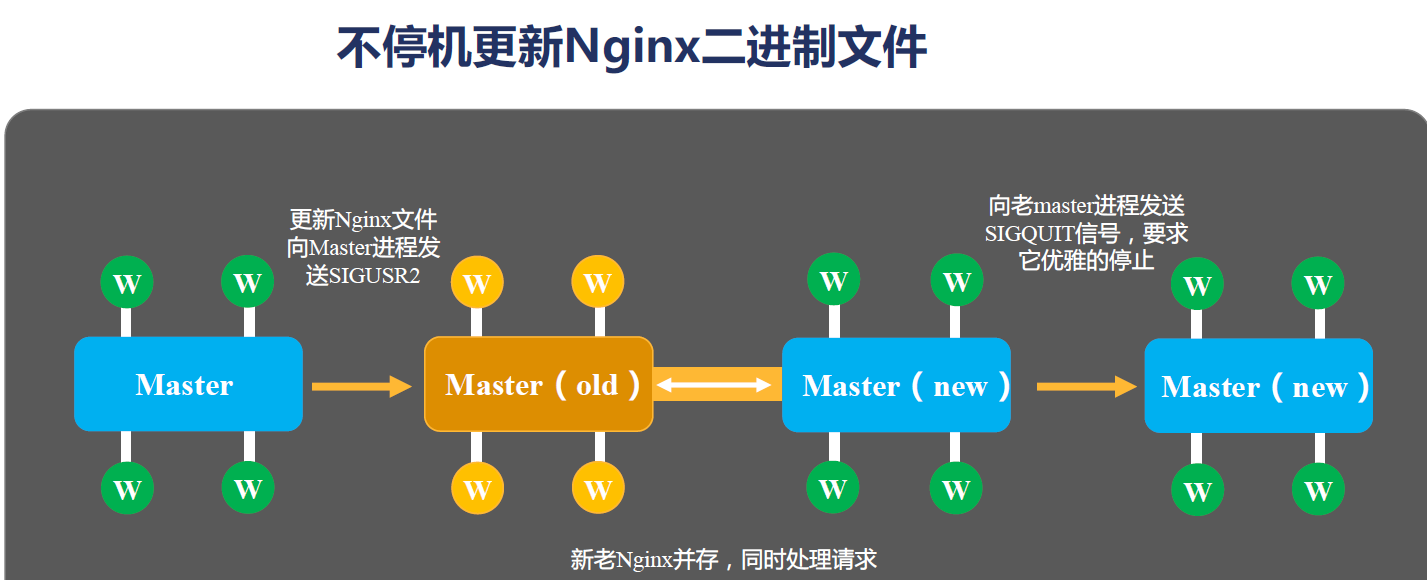 不停机更新Nginx二进制文件
更新Nginx文件
向Master进程发
送SIGUSR2
向老master进程发送
SIGQUIT信号，要求
它优雅的停止
W
W
W
W
W
W
W
W
Master
Master（old）
Master（new）
Master（new）
W
W
W
W
W
W
W
W
新老Nginx并存，同时处理请求